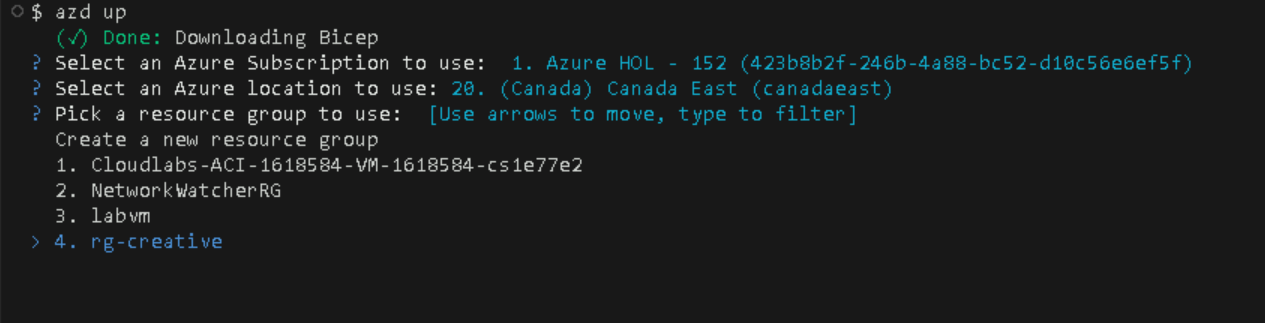 $ azd up
(✓) Done: Downloading Bicep
? Select an Azure Subscription to use:  1. Azure HOL - 152 (423b8b2f-246b-4a88-bc52-d10c56e6ef5f)
? Select an Azure location to use: 20. (Canada) Canada East (canadaeast)
? Pick a resource group to use:  [Use arrows to move, type to filter]
Create a new resource group
1. Cloudlabs-ACI-1618584-VM-1618584-cs1e77e2
2. NetworkWatcherRG
3. labvm
> 4. rg-creative